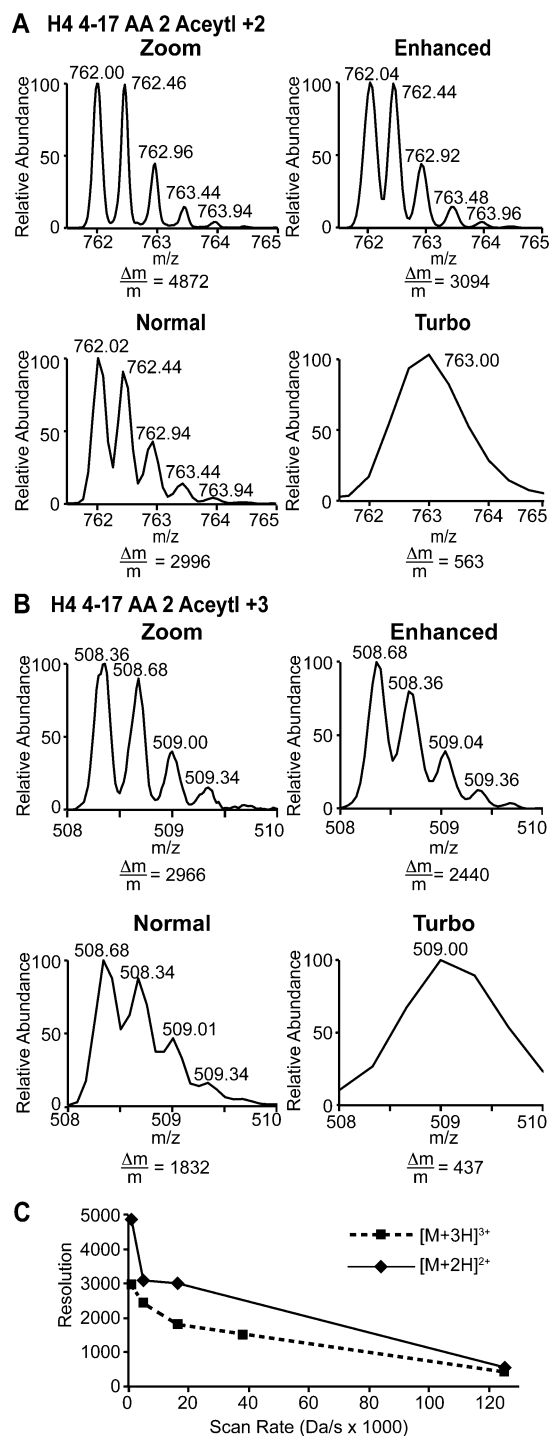 A H4 4-17 AA 2 Aceytl +2
Zoom
Relative Abundance
100
50
0
762.00
762.46
762.96
763.44
763.94
762 763 764 765
m/z
Δm/m = 4872
Enhanced
Relative Abundance
100
50
0
762.04
762.44
762.92
763.48
763.96
762 763 764 765
m/z
Δm/m = 3094
Normal
Relative Abundance
100
50
0
762.02
762.44
762.94
763.44
763.94
762 763 764 765
m/z
Δm/m = 2996
Turbo
Relative Abundance
100
50
0
763.00
762 763 764 765
m/z
Δm/m = 563
B H4 4-17 AA 2 Aceytl +3
Zoom
Relative Abundance
100
50
0
508.36
508.68
509.00
509.34
508 509 510
m/z
Δm/m = 2966
Enhanced
Relative Abundance
100
50
0
508.68
508.36
509.04
509.36
508 509 510
m/z
Δm/m = 2440
Normal
Relative Abundance
100
50
0
508.68
508.34
509.01
509.34
508 509 510
m/z
Δm/m = 1832
Turbo
Relative Abundance
100
50
0
509.00
508 509 510
m/z
Δm/m = 437
C
Resolution
5000
4000
3000
2000
1000
0
[M+3H]³⁺
[M+2H]²⁺
0 20 40 60 80 100 120
Scan Rate (Da/s x 1000)